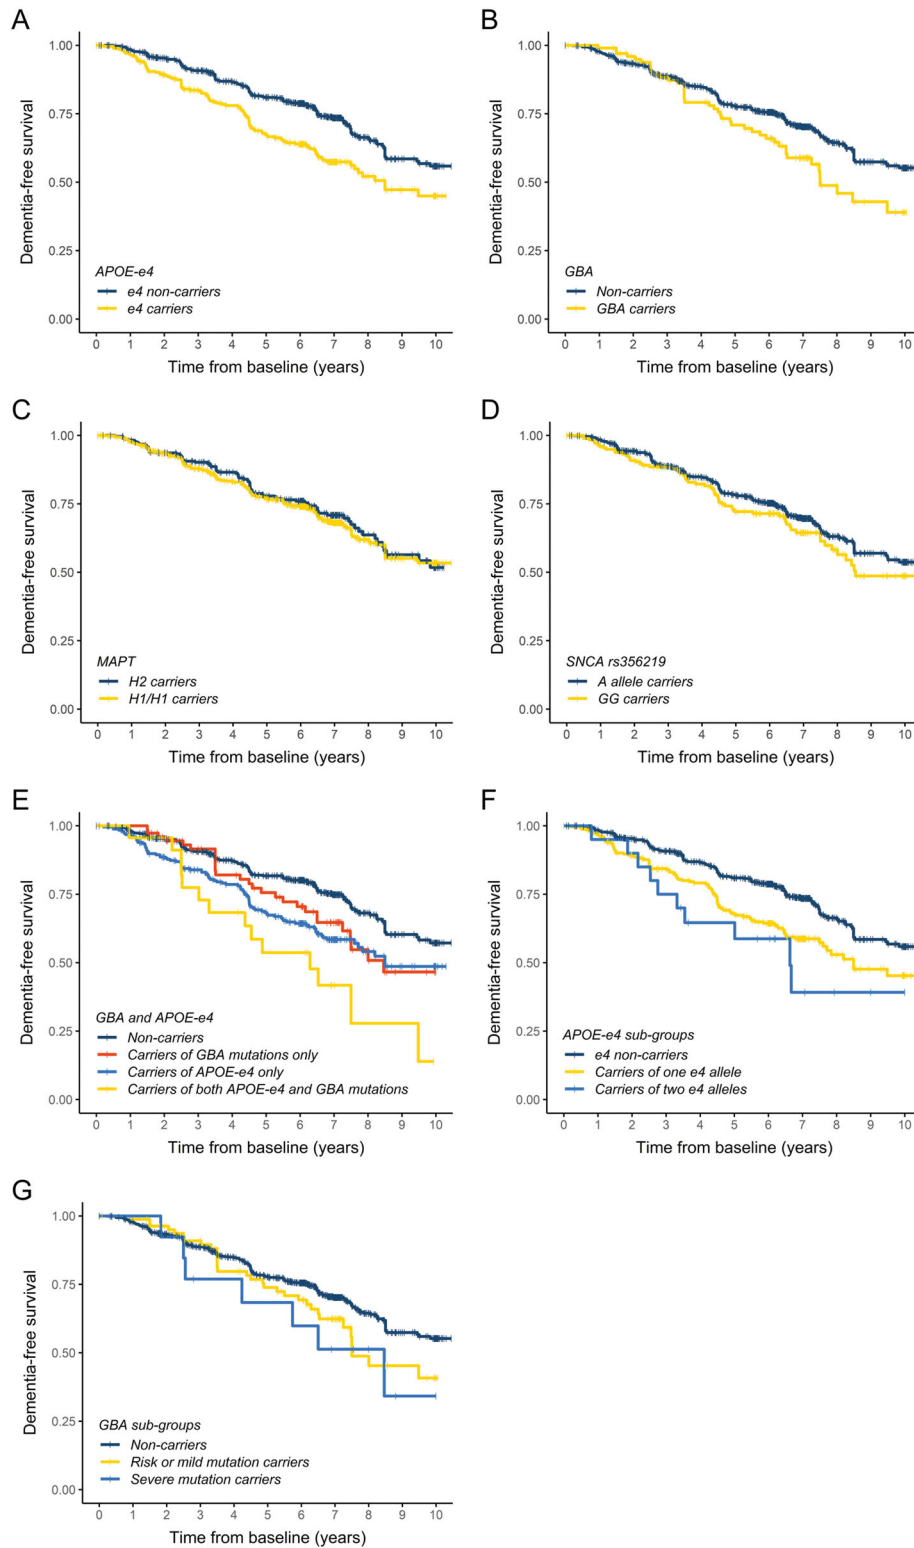 A
Dementia-free survival
1.00
0.75
0.50
0.25
0.00
APOE-e4
e4 non-carriers
e4 carriers
0 1 2 3 4 5 6 7 8 9 10
Time from baseline (years)
B
Dementia-free survival
1.00
0.75
0.50
0.25
0.00
GBA
Non-carriers
GBA carriers
0 1 2 3 4 5 6 7 8 9 10
Time from baseline (years)
C
Dementia-free survival
1.00
0.75
0.50
0.25
0.00
MAPT
H2 carriers
H1/H1 carriers
0 1 2 3 4 5 6 7 8 9 10
Time from baseline (years)
D
Dementia-free survival
1.00
0.75
0.50
0.25
0.00
SNCA rs356219
A allele carriers
GG carriers
0 1 2 3 4 5 6 7 8 9 10
Time from baseline (years)
E
Dementia-free survival
1.00
0.75
0.50
0.25
0.00
GBA and APOE-e4
Non-carriers
Carriers of GBA mutations only
Carriers of APOE-e4 only
Carriers of both APOE-e4 and GBA mutations
0 1 2 3 4 5 6 7 8 9 10
Time from baseline (years)
F
Dementia-free survival
1.00
0.75
0.50
0.25
0.00
APOE-e4 sub-groups
e4 non-carriers
Carriers of one e4 allele
Carriers of two e4 alleles
0 1 2 3 4 5 6 7 8 9 10
Time from baseline (years)
G
Dementia-free survival
1.00
0.75
0.50
0.25
0.00
GBA sub-groups
Non-carriers
Risk or mild mutation carriers
Severe mutation carriers
0 1 2 3 4 5 6 7 8 9 10
Time from baseline (years)